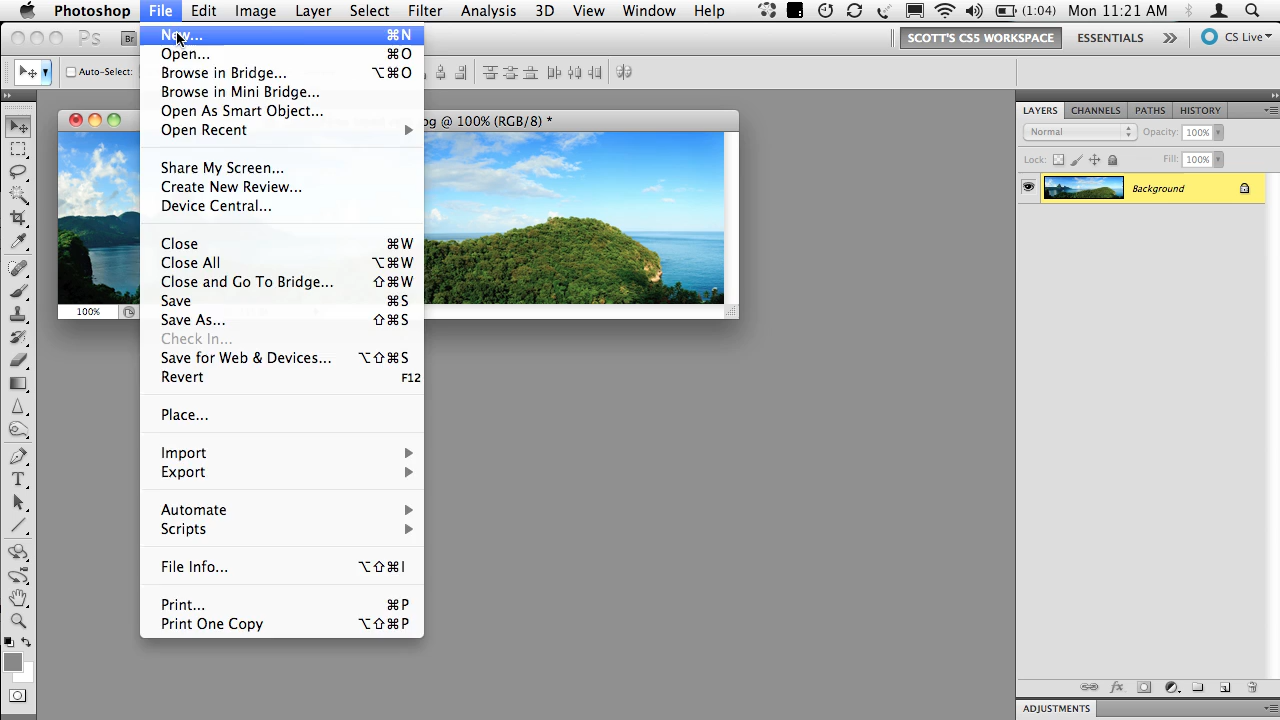 Photoshop File Edit Image Layer Select Filter Analysis 3D View Window Help (1:04) Mon 11:21 AM
Ps Br SCOTT'S CS5 WORKSPACE ESSENTIALS CS Live
Auto-Select:
New... ⌘N
Open... ⌘O
Browse in Bridge... ⌥⌘O
Browse in Mini Bridge...
Open As Smart Object...
Open Recent
Share My Screen...
Create New Review...
Device Central...
Close ⌘W
Close All ⌥⌘W
Close and Go To Bridge... ⇧⌘W
Save ⌘S
Save As... ⇧⌘S
Check In...
Save for Web & Devices... ⌥⇧⌘S
Revert F12
Place...
Import
Export
Automate
Scripts
File Info... ⌥⇧⌘I
Print... ⌘P
Print One Copy ⌥⇧⌘P
pg @ 100% (RGB/8) *
100%
LAYERS CHANNELS PATHS HISTORY
Normal Opacity: 100%
Lock: Fill: 100%
Background
fx
ADJUSTMENTS